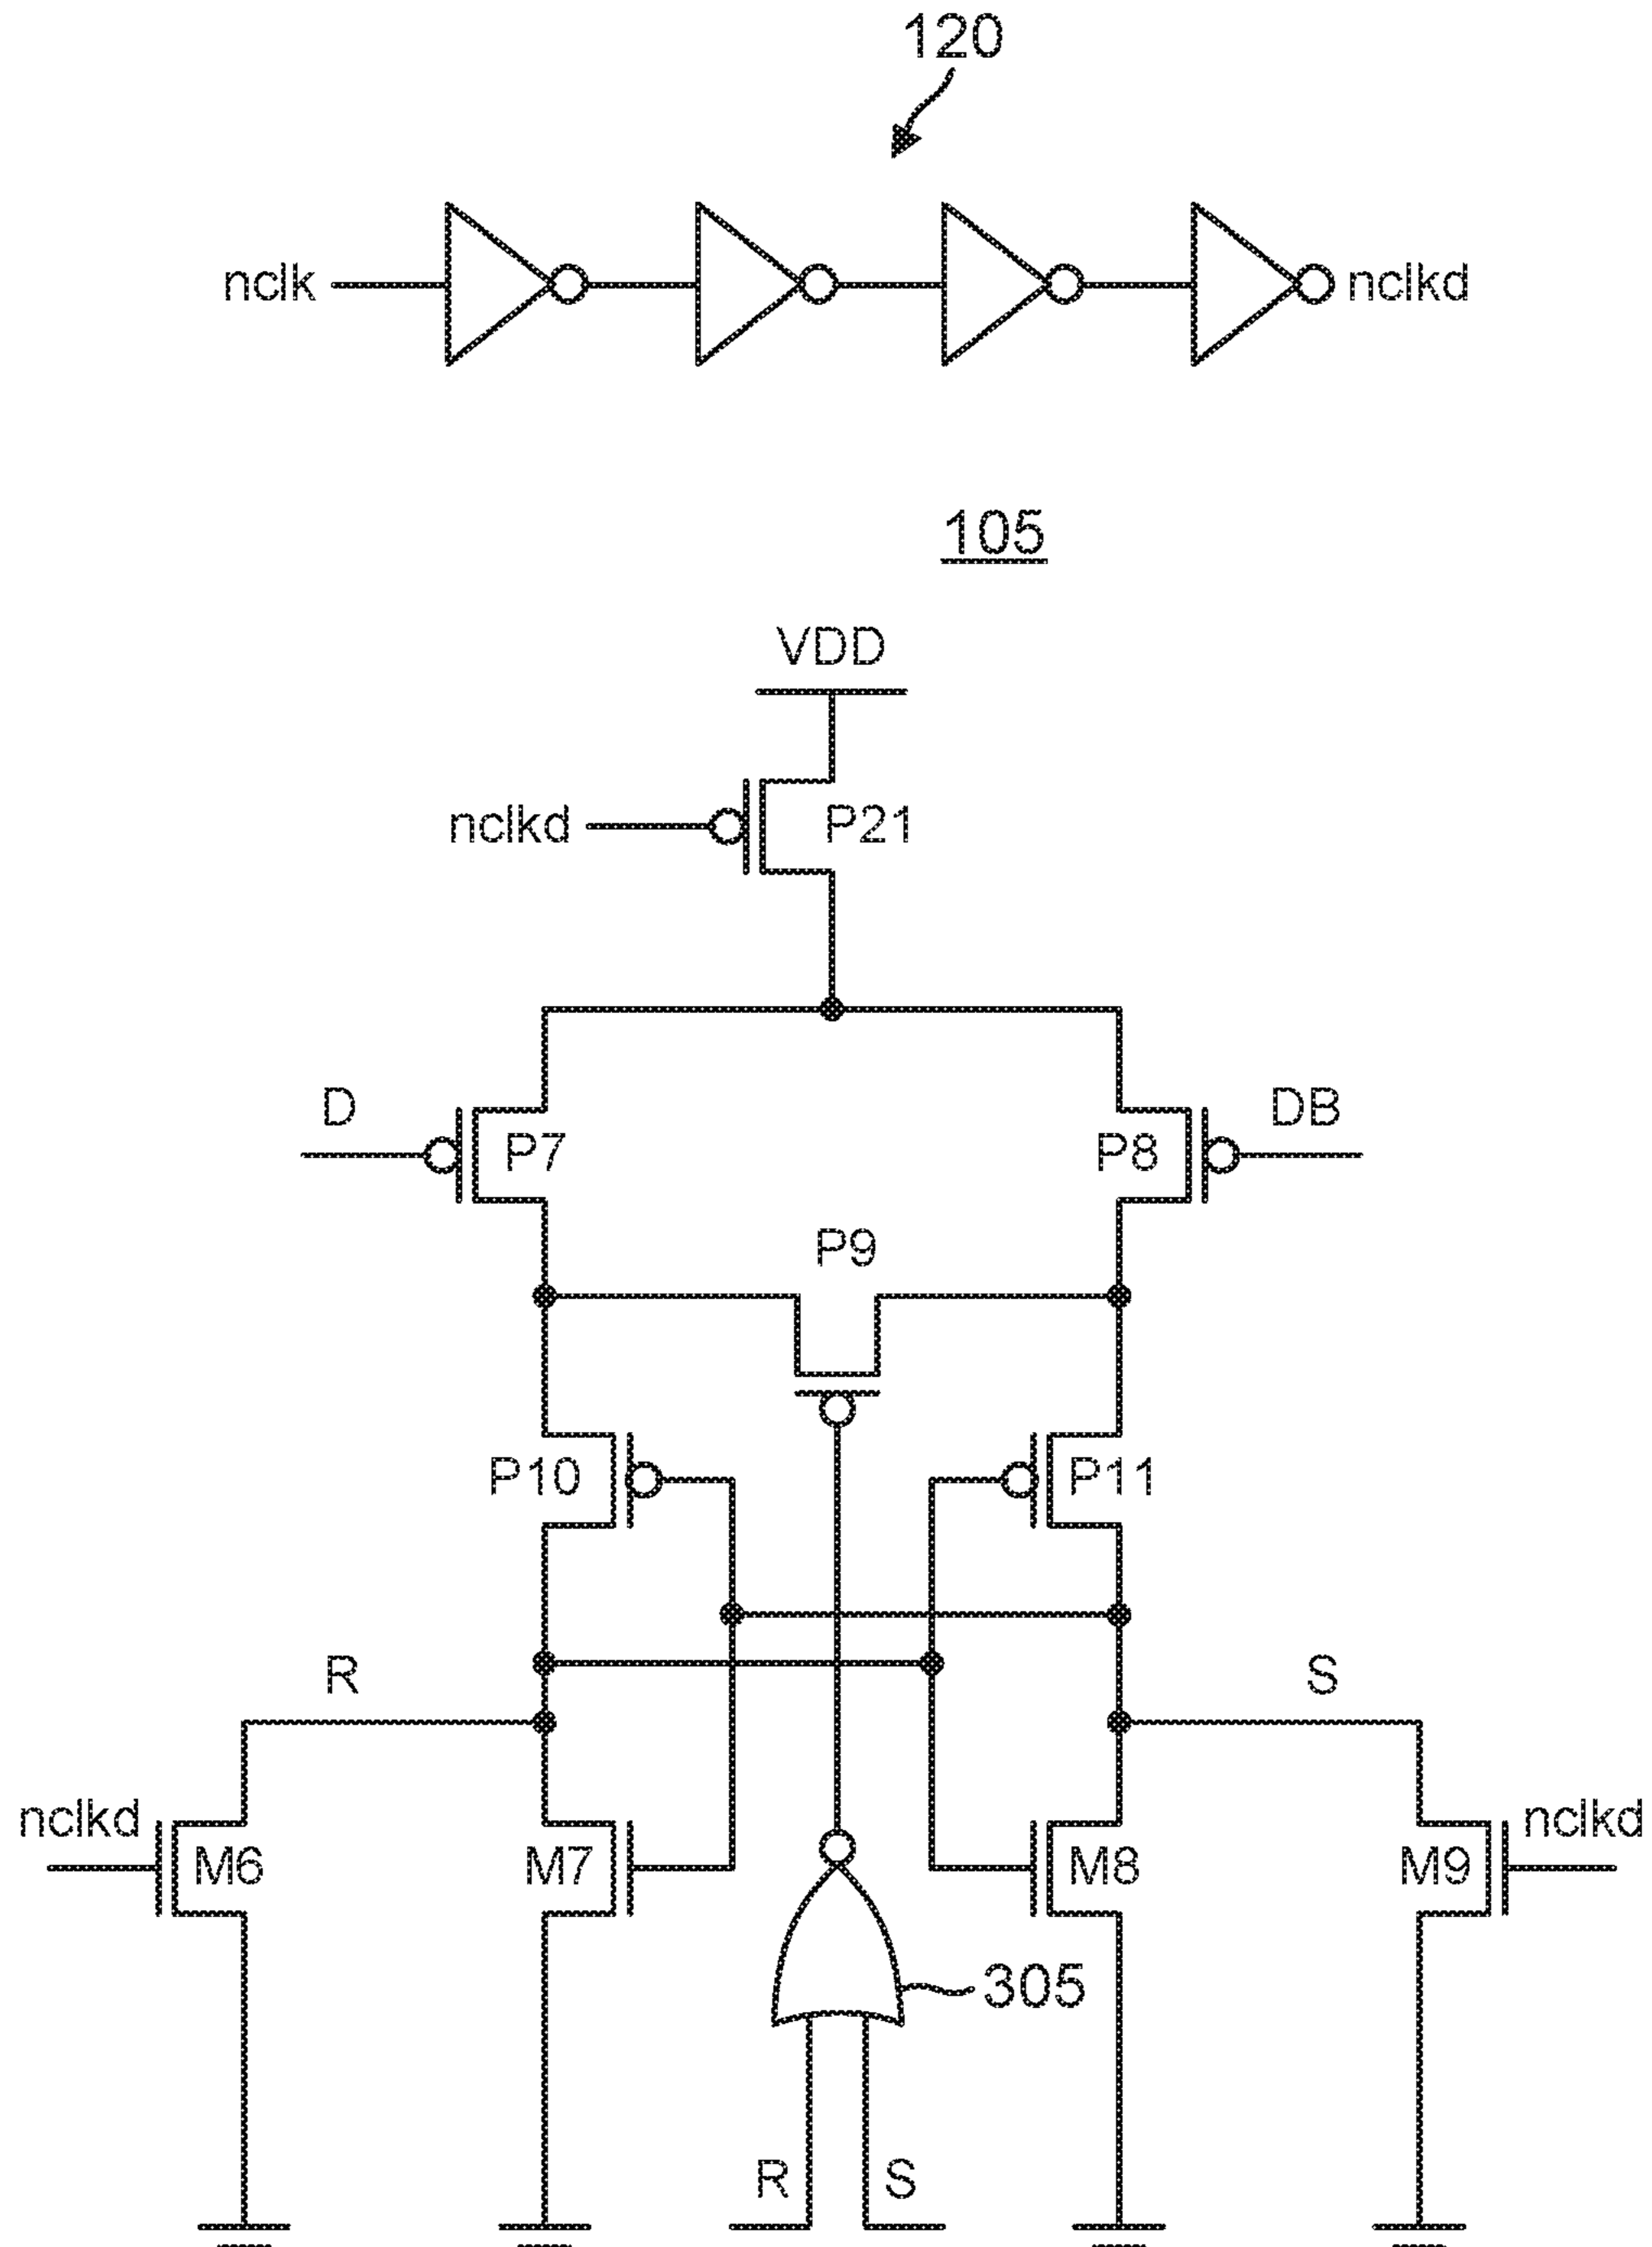 120
nclk nclkd
105
VDD
nclkd P21
D P7 P8 DB
P9
P10 P11
R S
nclkd M6 M7 M8 M9 nclkd
305
R S